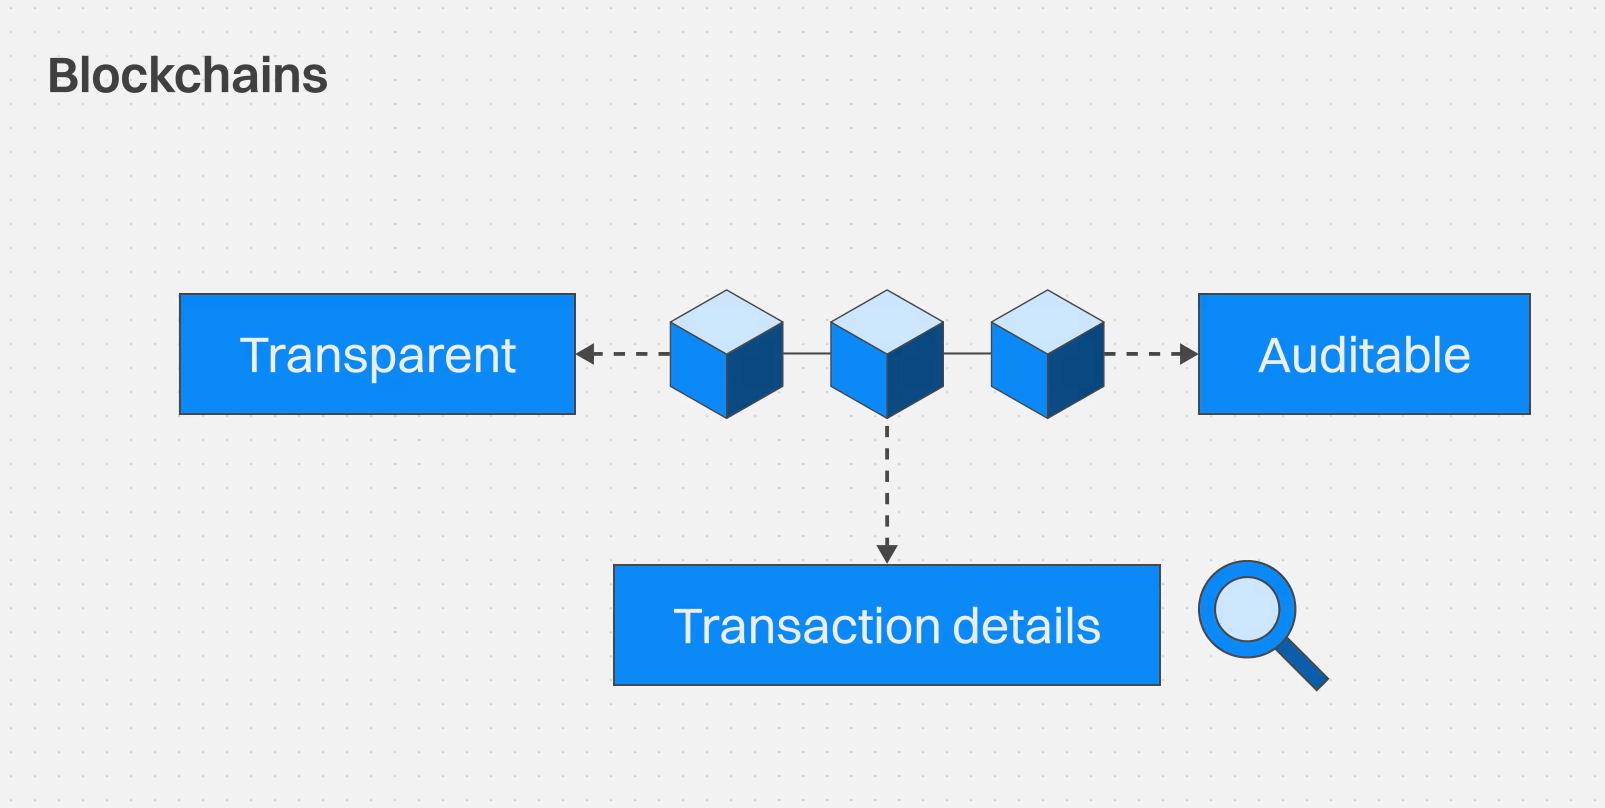 Blockchains
Transparent
Auditable
Transaction details